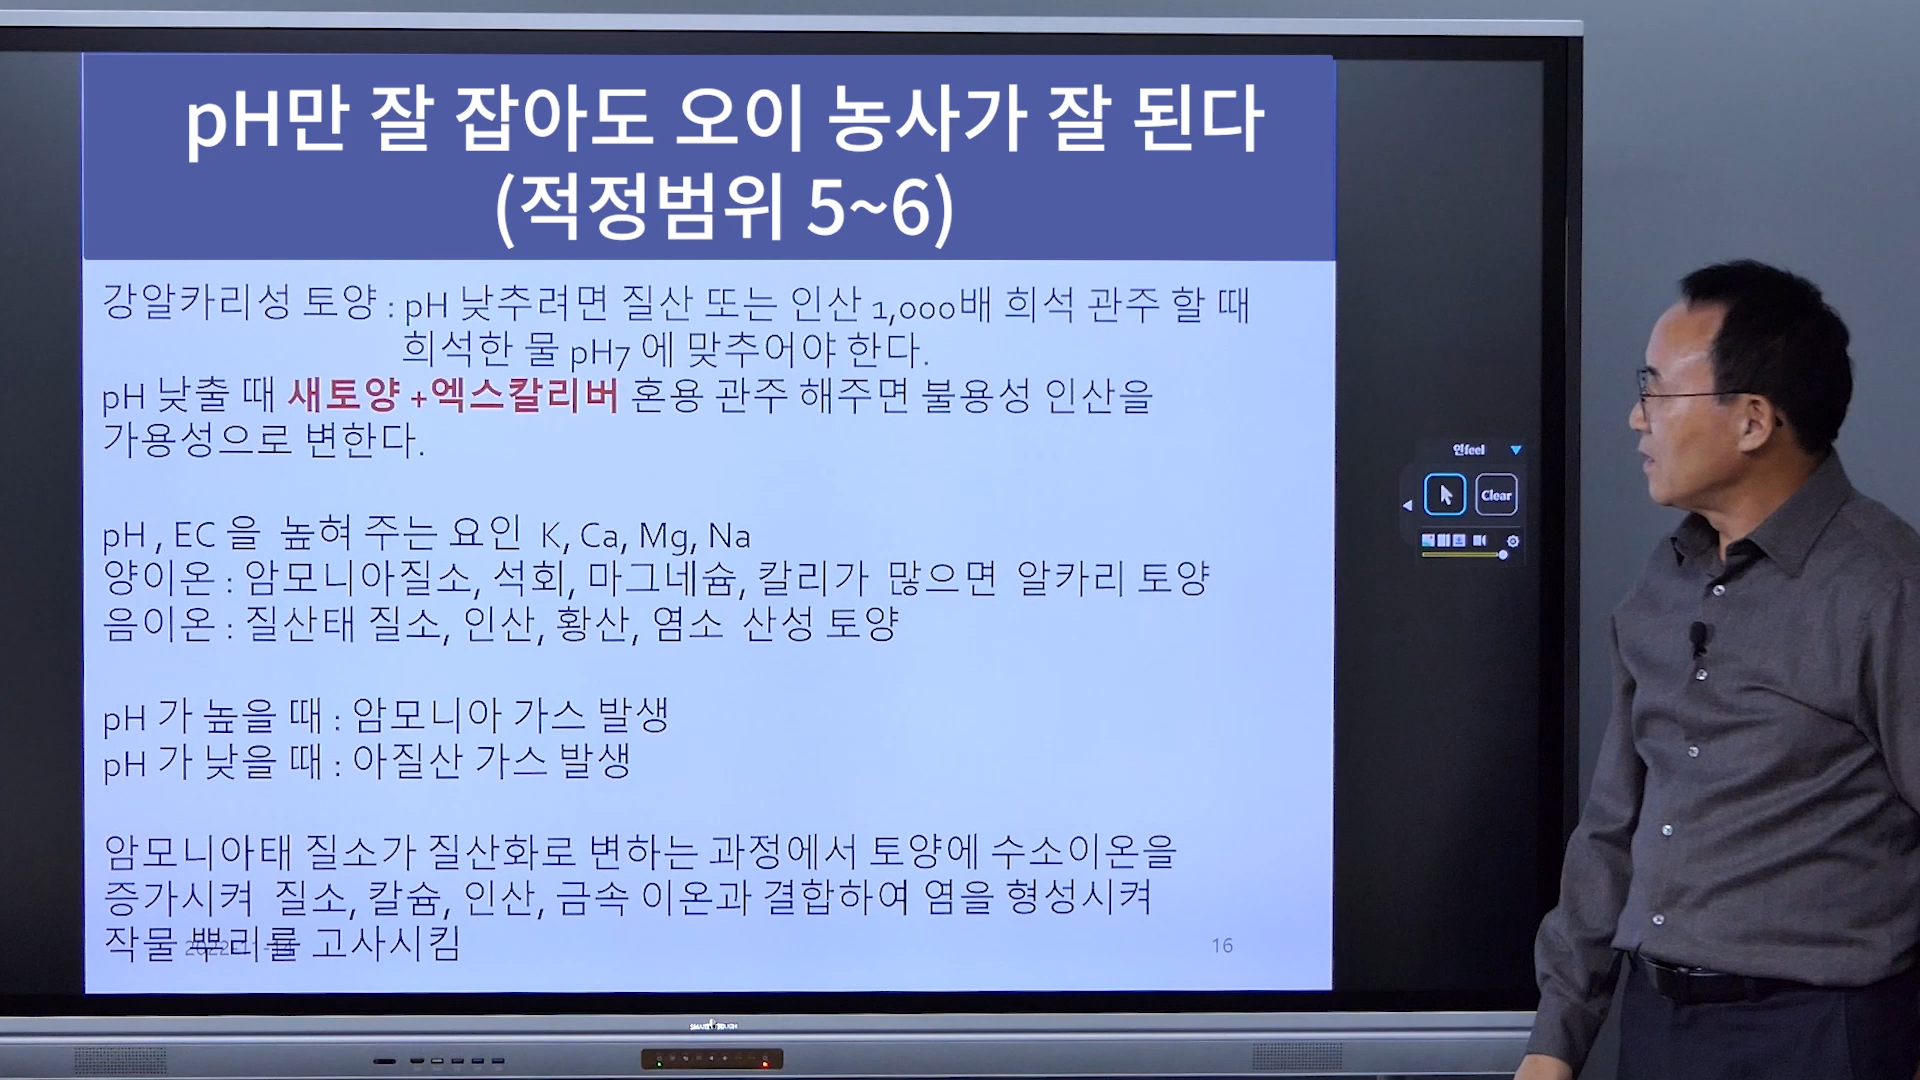 pH만 잘 잡아도 오이 농사가 잘 된다
(적정범위 5~6)
강알카리성 토양 : pH 낮추려면 질산 또는 인산 1,000배 희석 관주 할 때
희석한 물 pH7 에 맞추어야 한다.
pH 낮출 때 새토양 +엑스칼리버 혼용 관주 해주면 불용성 인산을
가용성으로 변한다.
pH , EC 을 높혀 주는 요인 K, Ca, Mg, Na
양이온 : 암모니아질소, 석회, 마그네슘, 칼리가 많으면 알카리 토양
음이온 : 질산태 질소, 인산, 황산, 염소 산성 토양
pH 가 높을 때 : 암모니아 가스 발생
pH 가 낮을 때 : 아질산 가스 발생
암모니아태 질소가 질산화로 변하는 과정에서 토양에 수소이온을
증가시켜 질소, 칼슘, 인산, 금속 이온과 결합하여 염을 형성시켜
작물 뿌리를 고사시킴
16
인feel
Clear